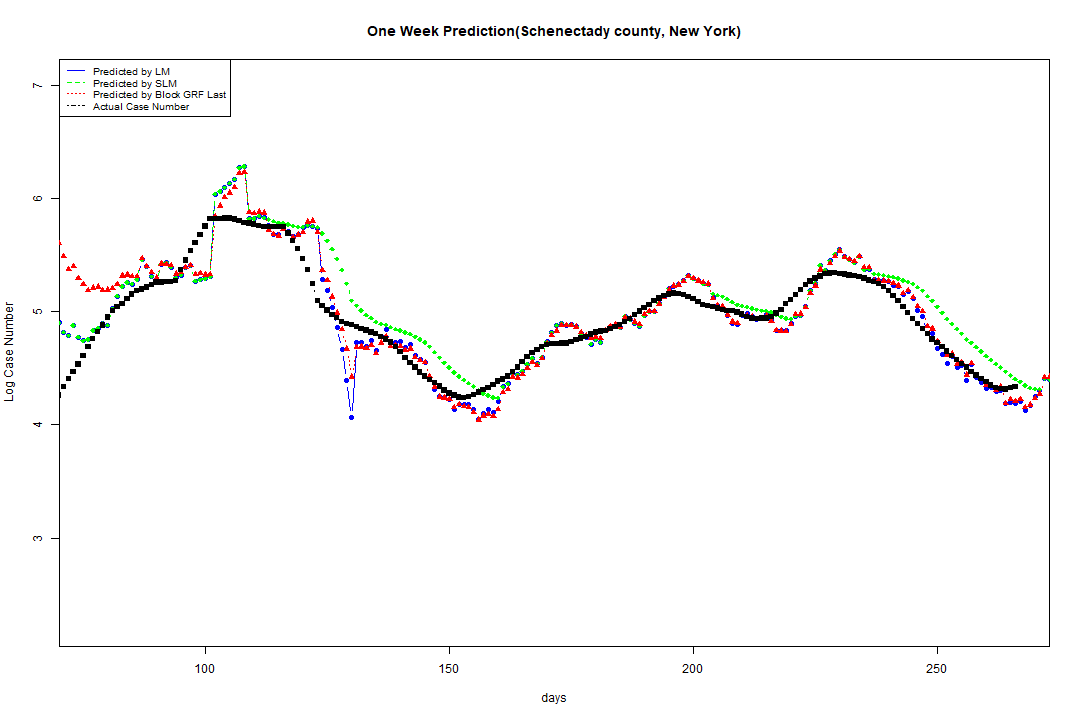 One Week Prediction(Schenectady county, New York)
Predicted by LM
Predicted by SLM
Predicted by Block GRF Last
Actual Case Number
Log Case Number
7
6
5
4
3
100 150 200 250
days